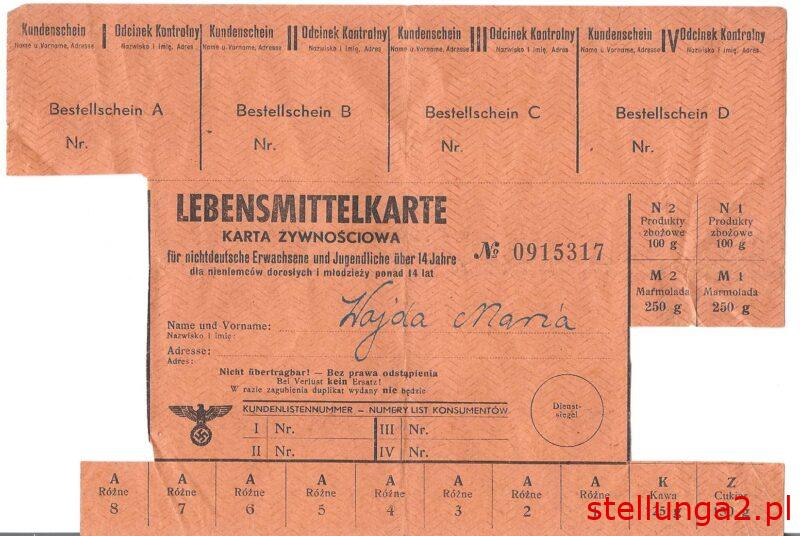 Kundenschein I Odcinek Kontrolny
Name u. Vorname, Adresse Nazwisko i imię, Adres.
Bestellschein A
Nr.
Kundenschein II Odcinek Kontrolny
Name u. Vorname, Adresse Nazwisko i imię, Adres
Bestellschein B
Nr.
Kundenschein III Odcinek Kontrolny
Name u. Vorname, Adresse Nazwisko i imię, Adres
Bestellschein C
Nr.
Kundenschein IV Odcinek Kontrolny
Name u. Vorname, Adresse Nazwisko i imię, Adres
Bestellschein D
Nr.
LEBENSMITTELKARTE
KARTA ZYWNOŚCIOWA
für nichtdeutsche Erwachsene und Jugendliche über 14 Jahre
dla nieniemców dorosłych i młodzieży ponad 14 lat
№ 0915317
Name und Vorname: Wajda Maria
Nazwisko i imię:
Adresse:
Adres:
Nicht übertragbar! — Bez prawa odstąpienia
Bei Verlust kein Ersatz!
W razie zagubienia duplikat wydany nie będzie
KUNDENLISTENNUMMER – NUMERY LIST KONSUMENTÓW
I Nr. III Nr.
II Nr. IV Nr.
Dienst-
siegel
N 2 N 1
Produkty Produkty
zbożowe zbożowe
100 g 100 g
M 2 M 1
Marmolada Marmolada
250 g 250 g
A A A A A A A A K Z
Różne Różne Różne Różne Różne Różne Różne Kawa Cukier
8 7 6 5 4 3 2 1 25 g
stellunga2.pl